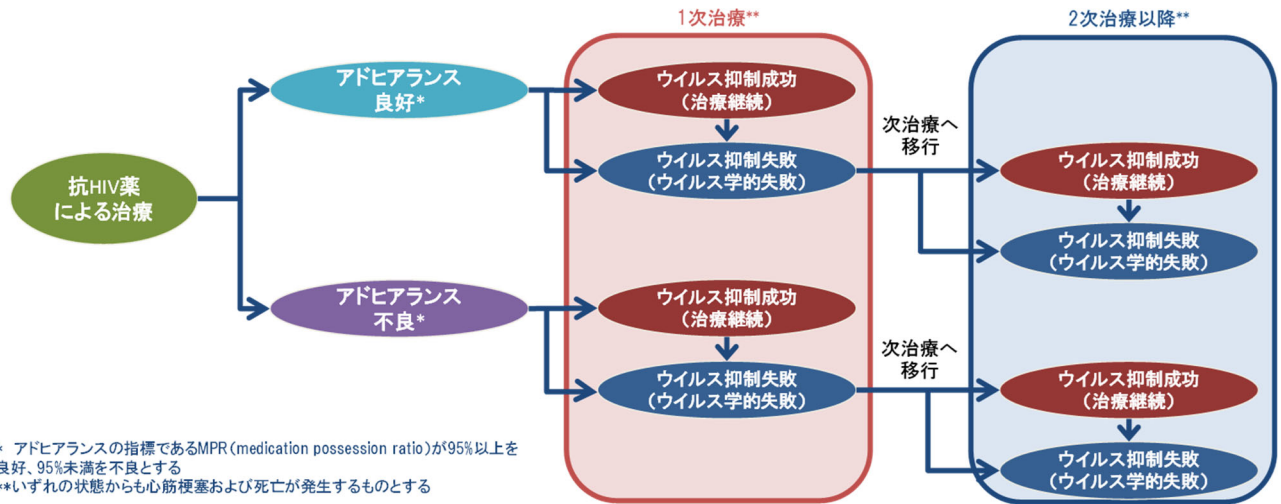 1次治療**
2次治療以降**
抗HIV薬
による治療
アドヒアランス
良好*
ウイルス抑制成功
(治療継続)
ウイルス抑制失敗
(ウイルス学的失敗)
次治療へ
移行
ウイルス抑制成功
(治療継続)
ウイルス抑制失敗
(ウイルス学的失敗)
アドヒアランス
不良*
ウイルス抑制成功
(治療継続)
ウイルス抑制失敗
(ウイルス学的失敗)
次治療へ
移行
ウイルス抑制成功
(治療継続)
ウイルス抑制失敗
(ウイルス学的失敗)
* アドヒアランスの指標であるMPR(medication possession ratio)が95%以上を
良好、95%未満を不良とする
**いずれの状態からも心筋梗塞および死亡が発生するものとする